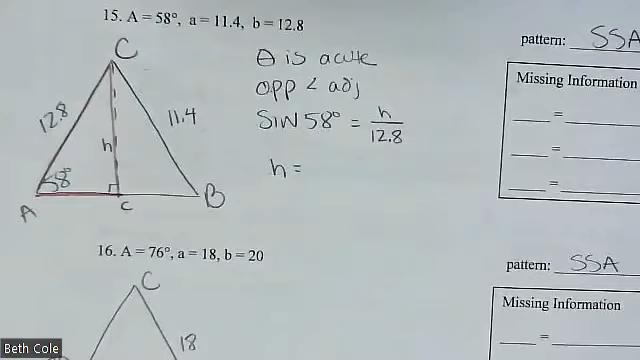 15. A = 58°, a = 11.4, b = 12.8
pattern: SSA
C
θ is acute
opp < adj
sin 58° = h/12.8
h =
12.8
11.4
h
58°
A
c
B
Missing Information
=
=
=
16. A = 76°, a = 18, b = 20
pattern: SSA
C
18
Missing Information
=
Beth Cole